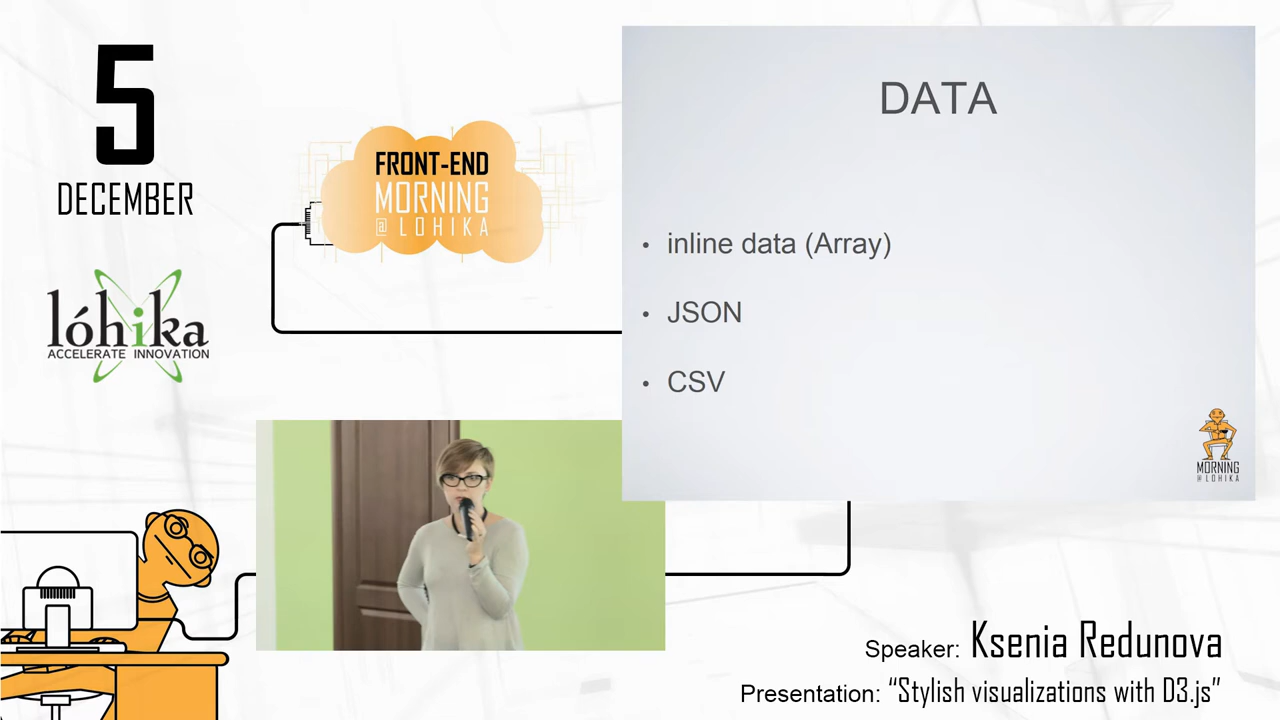 5
DECEMBER
lóhika
ACCELERATE INNOVATION
FRONT-END
MORNING
@LOHIKA
DATA
• inline data (Array)
• JSON
• CSV
MORNING
@LOHIKA
Speaker: Ksenia Redunova
Presentation: “Stylish visualizations with D3.js”